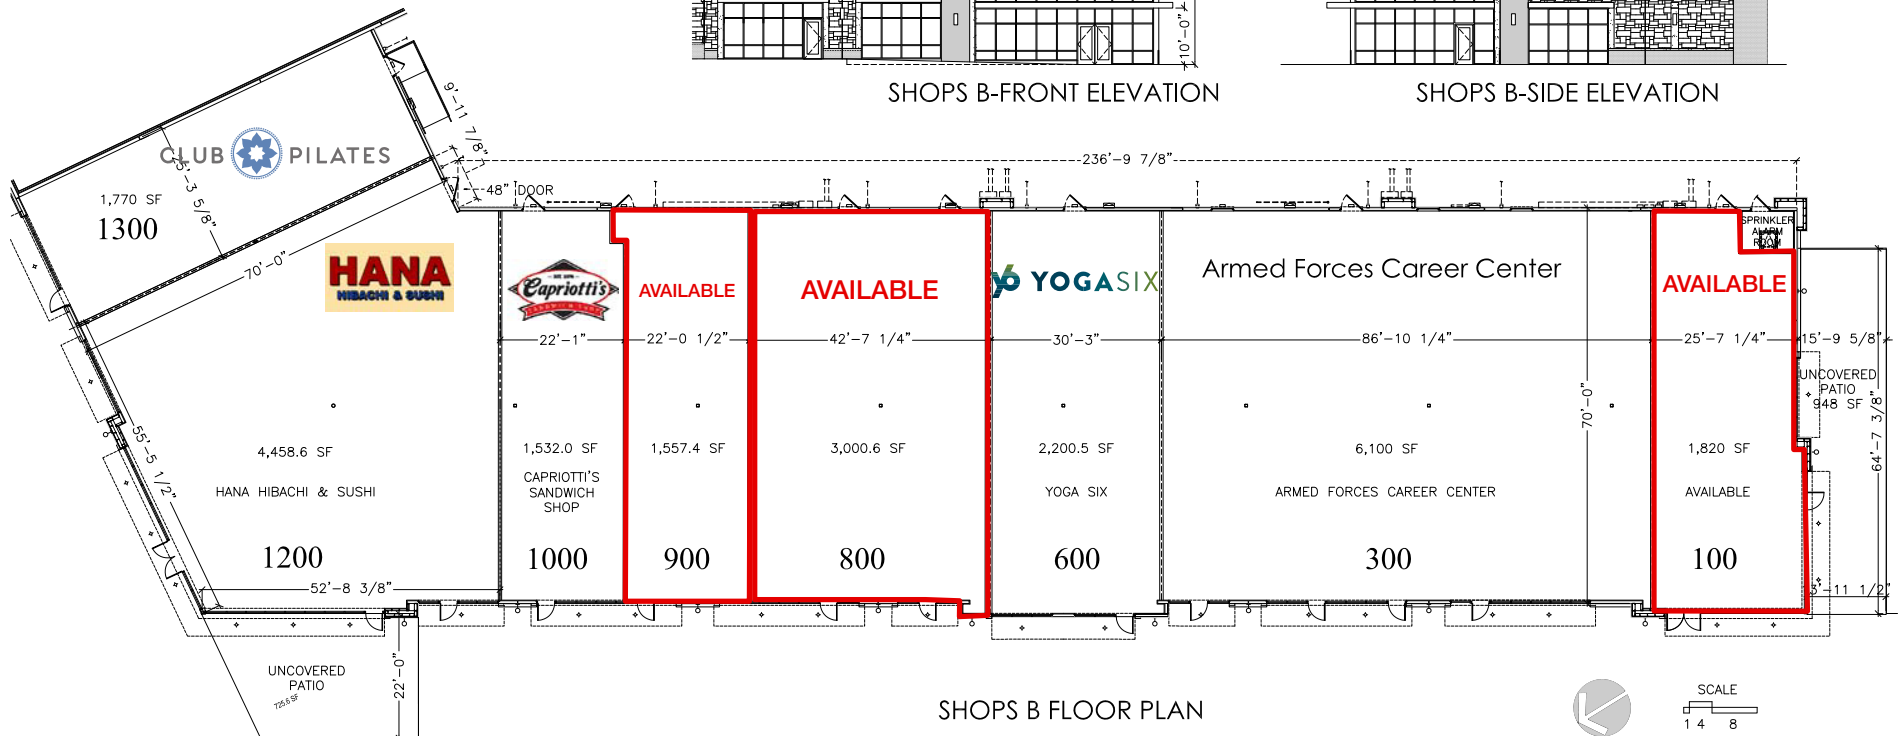 10'-0"
SHOPS B-FRONT ELEVATION
SHOPS B-SIDE ELEVATION
9'-11 7/8"
236'-9 7/8"
48" DOOR
CLUB PILATES
25'-3 5/8"
1,770 SF
1300
70'-0"
HANA
HIBACHI & SUSHI
Capriotti's
SANDWICH SHOP
AVAILABLE
AVAILABLE
YOGASIX
Armed Forces Career Center
SPRINKLER
ALARM
ROOM
AVAILABLE
22'-1"
22'-0 1/2"
42'-7 1/4"
30'-3"
86'-10 1/4"
25'-7 1/4"
15'-9 5/8"
UNCOVERED
PATIO
948 SF
70'-0"
64'-7 3/8"
55'-5 1/2"
4,458.6 SF
HANA HIBACHI & SUSHI
1200
1,532.0 SF
CAPRIOTTI'S
SANDWICH
SHOP
1000
1,557.4 SF
900
3,000.6 SF
800
2,200.5 SF
YOGA SIX
600
6,100 SF
ARMED FORCES CAREER CENTER
300
1,820 SF
AVAILABLE
100
52'-8 3/8"
3'-11 1/2"
UNCOVERED
PATIO
725.6 SF
22'-0"
SHOPS B FLOOR PLAN
SCALE
1 4 8